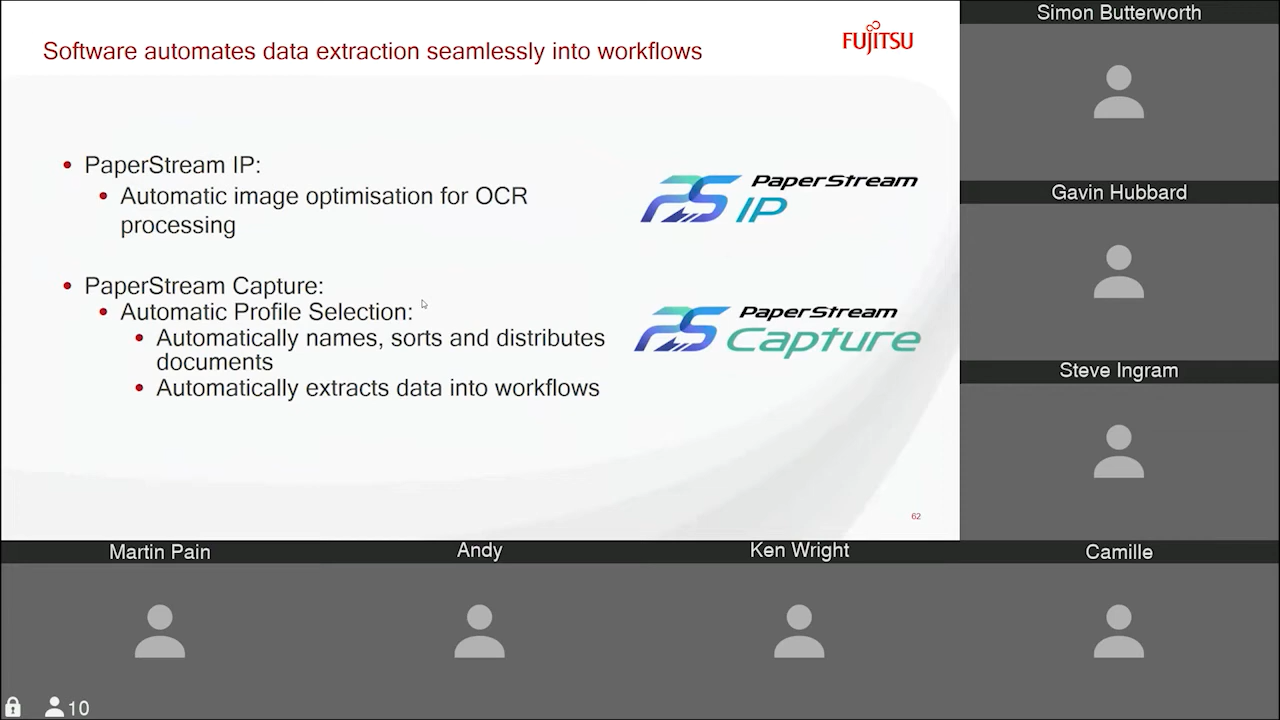 Software automates data extraction seamlessly into workflows
FUJITSU
• PaperStream IP:
• Automatic image optimisation for OCR
processing
PaperStream
PS IP
• PaperStream Capture:
• Automatic Profile Selection:
• Automatically names, sorts and distributes
documents
• Automatically extracts data into workflows
PaperStream
PS Capture
62
Simon Butterworth
Gavin Hubbard
Steve Ingram
Martin Pain
Andy
Ken Wright
Camille
10